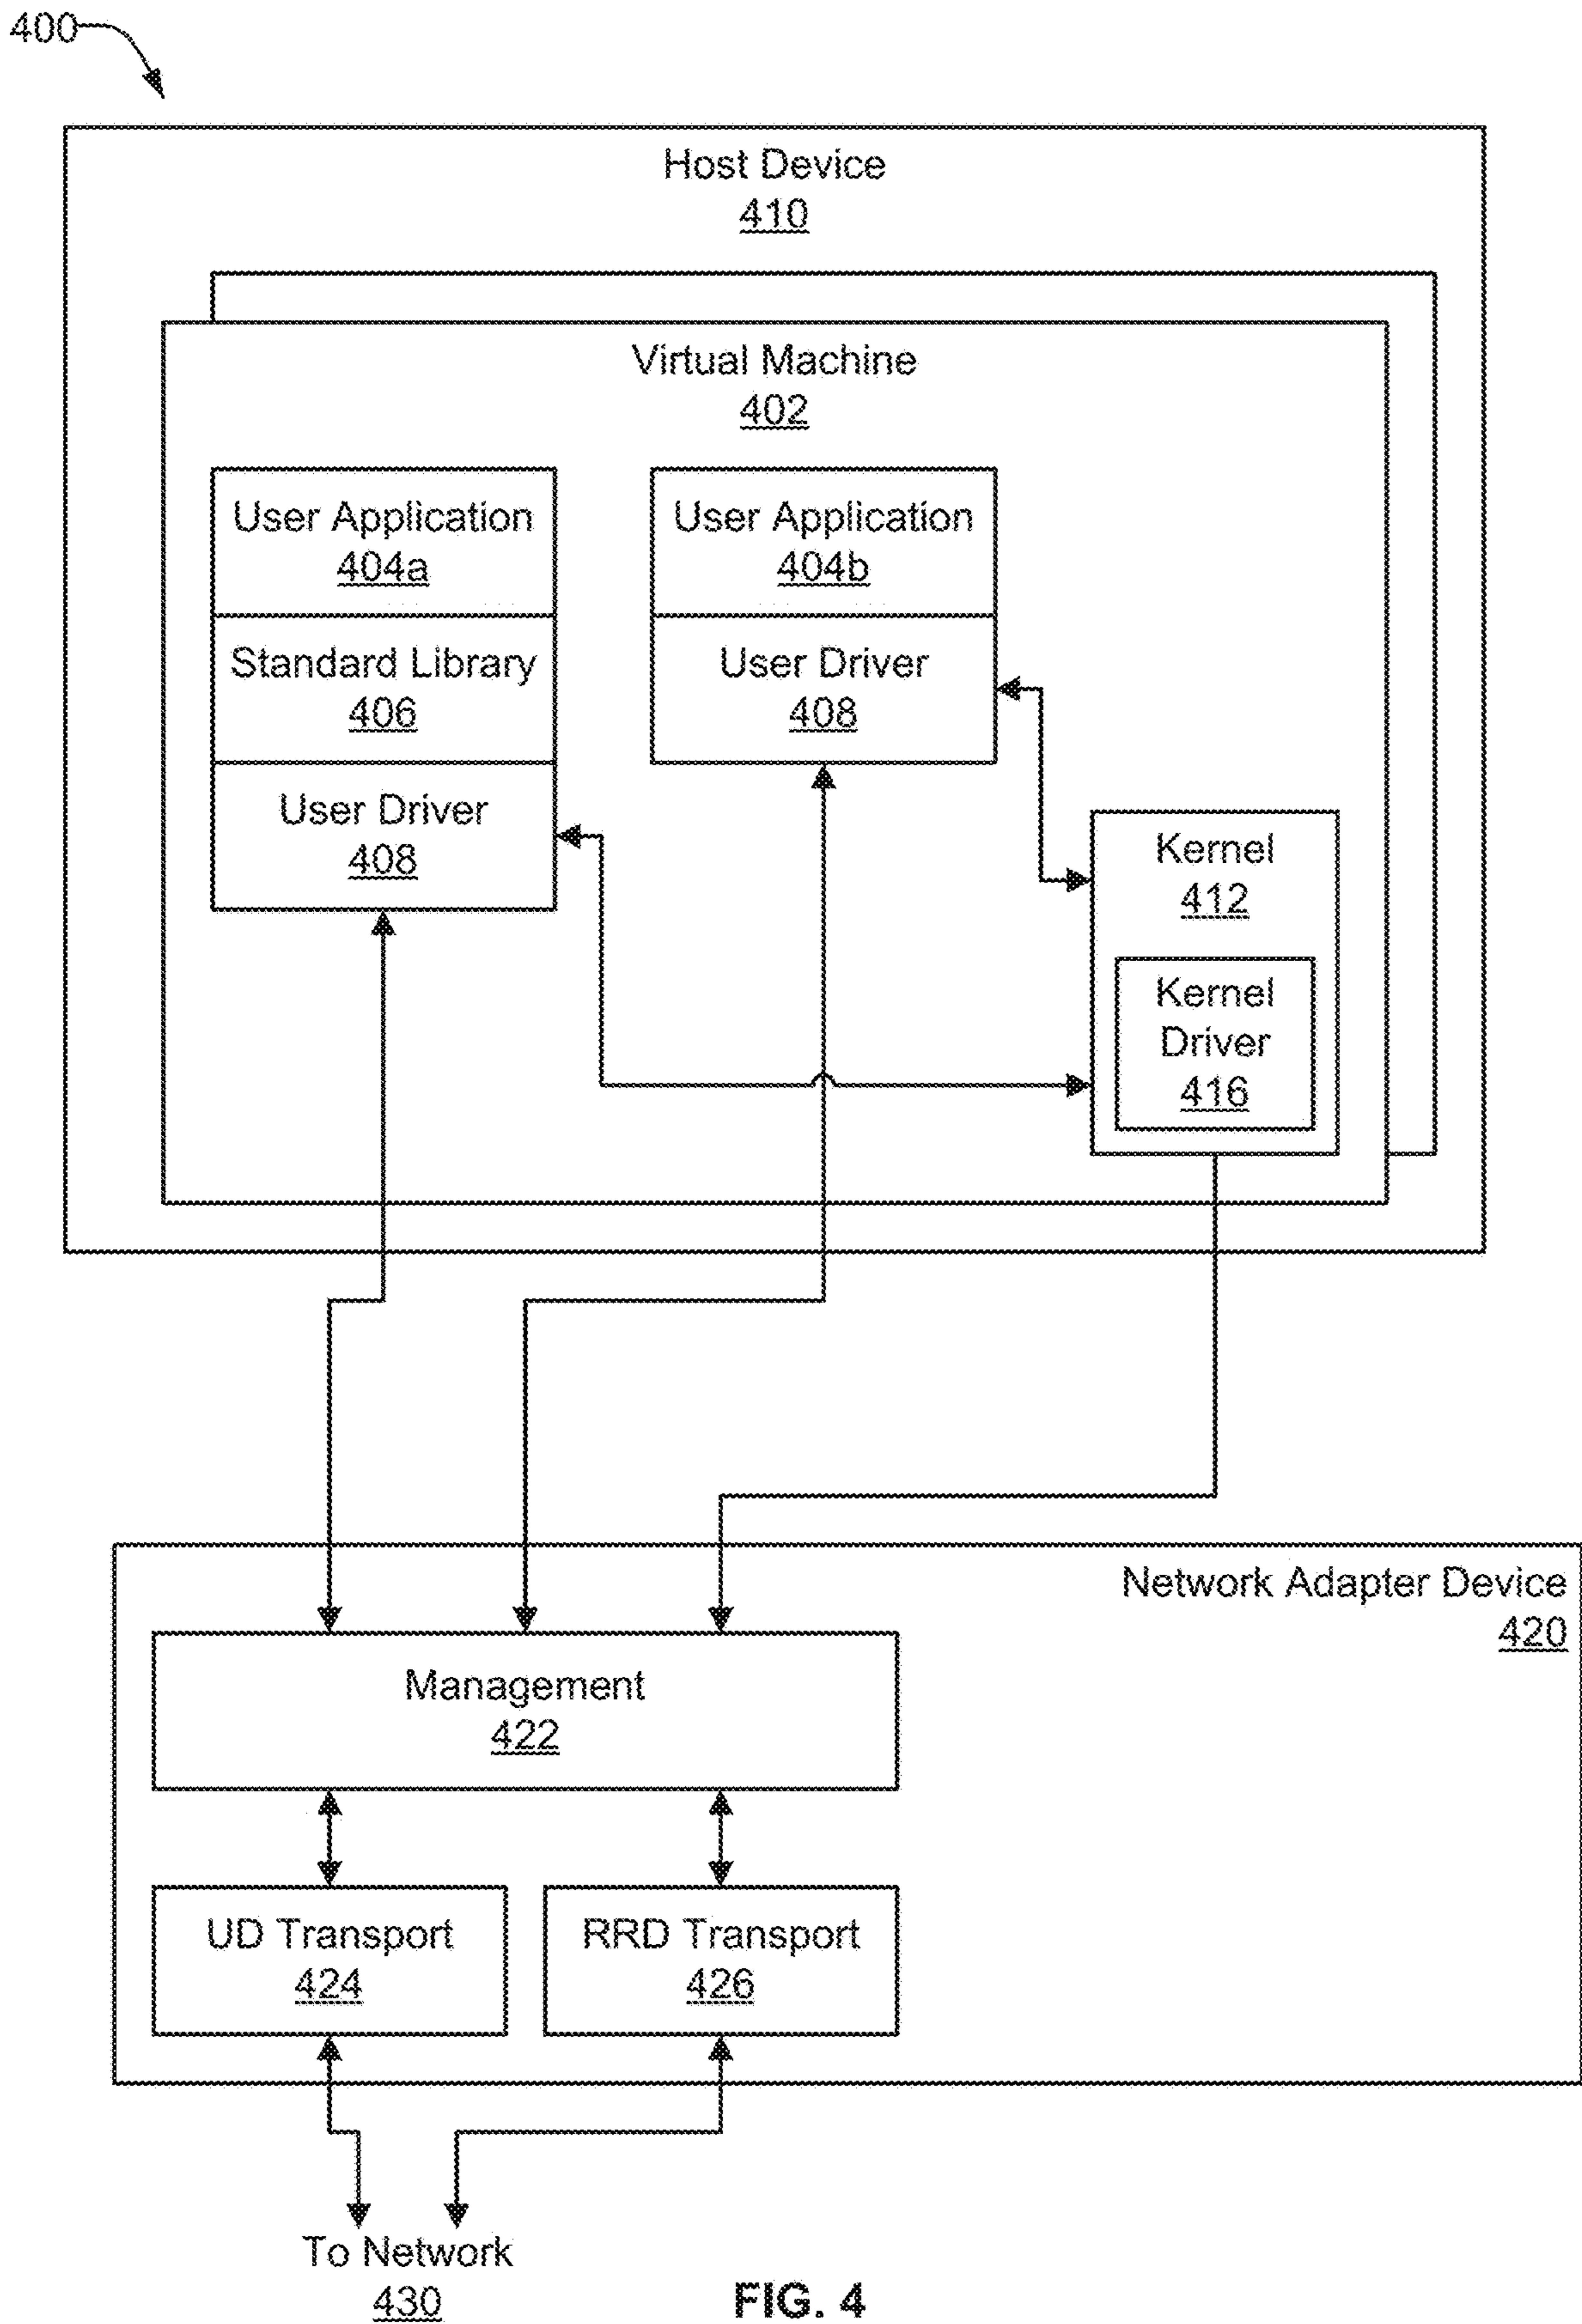 400
Host Device
410
Virtual Machine
402
User Application
404a
Standard Library
406
User Driver
408
User Application
404b
User Driver
408
Kernel
412
Kernel
Driver
416
Network Adapter Device
420
Management
422
UD Transport
424
RRD Transport
426
To Network
430
FIG. 4